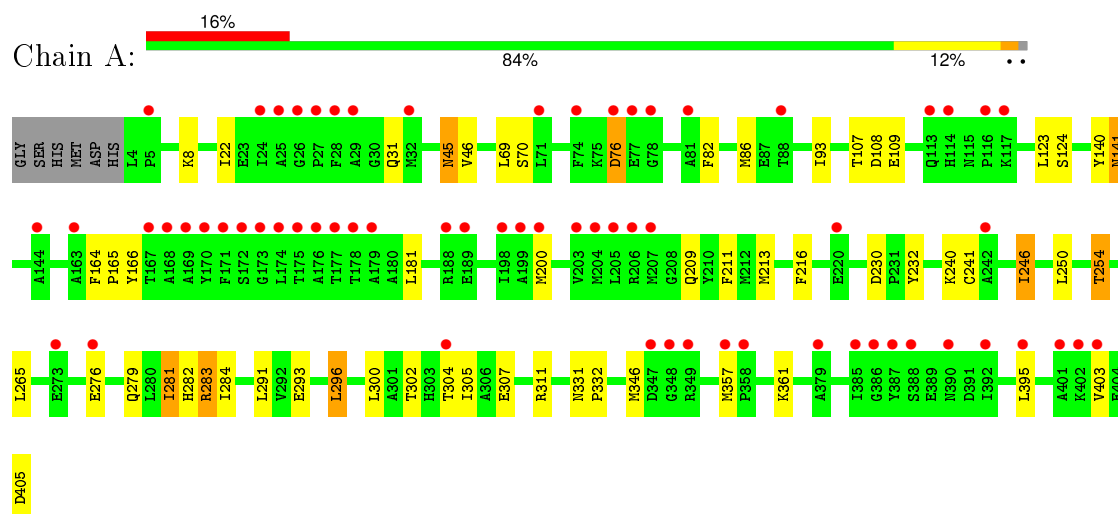 16%
Chain A:
84% 12% • •
GLY SER HIS MET ASP HIS L4 P5 K8 I22 E23 I24 A25 G26 P27 F28 A29 G30 Q31 M32 N45 V46 L69 S70 L71 F74 K75 D76 E77 G78 A81 F82 M86 E87 T88 I93 T107 D108 E109 Q113 N114 N115 P116 K117 L123 S124 Y140
A144 A163 F164 P165 Y166 T167 A168 A169 Y170 F171 S172 G173 L174 T175 A176 T177 T178 A179 A180 L181 R188 E189 I198 A199 M200 V203 M204 L205 R206 M207 G208 Q209 Y210 F211 M212 M213 F216 E220 D230 P231 Y232 K240 C241 A242 I246 L250 T254
L265 E273 E276 Q279 L280 I281 H282 R283 I284 L291 V292 E293 L296 L300 A301 T302 H303 T304 I305 A306 E307 R311 N331 P332 M346 D347 G348 R349 M357 P358 K361 A379 I385 G386 Y387 S388 E389 N390 D391 I392 L395 A401 K402 V403
D405